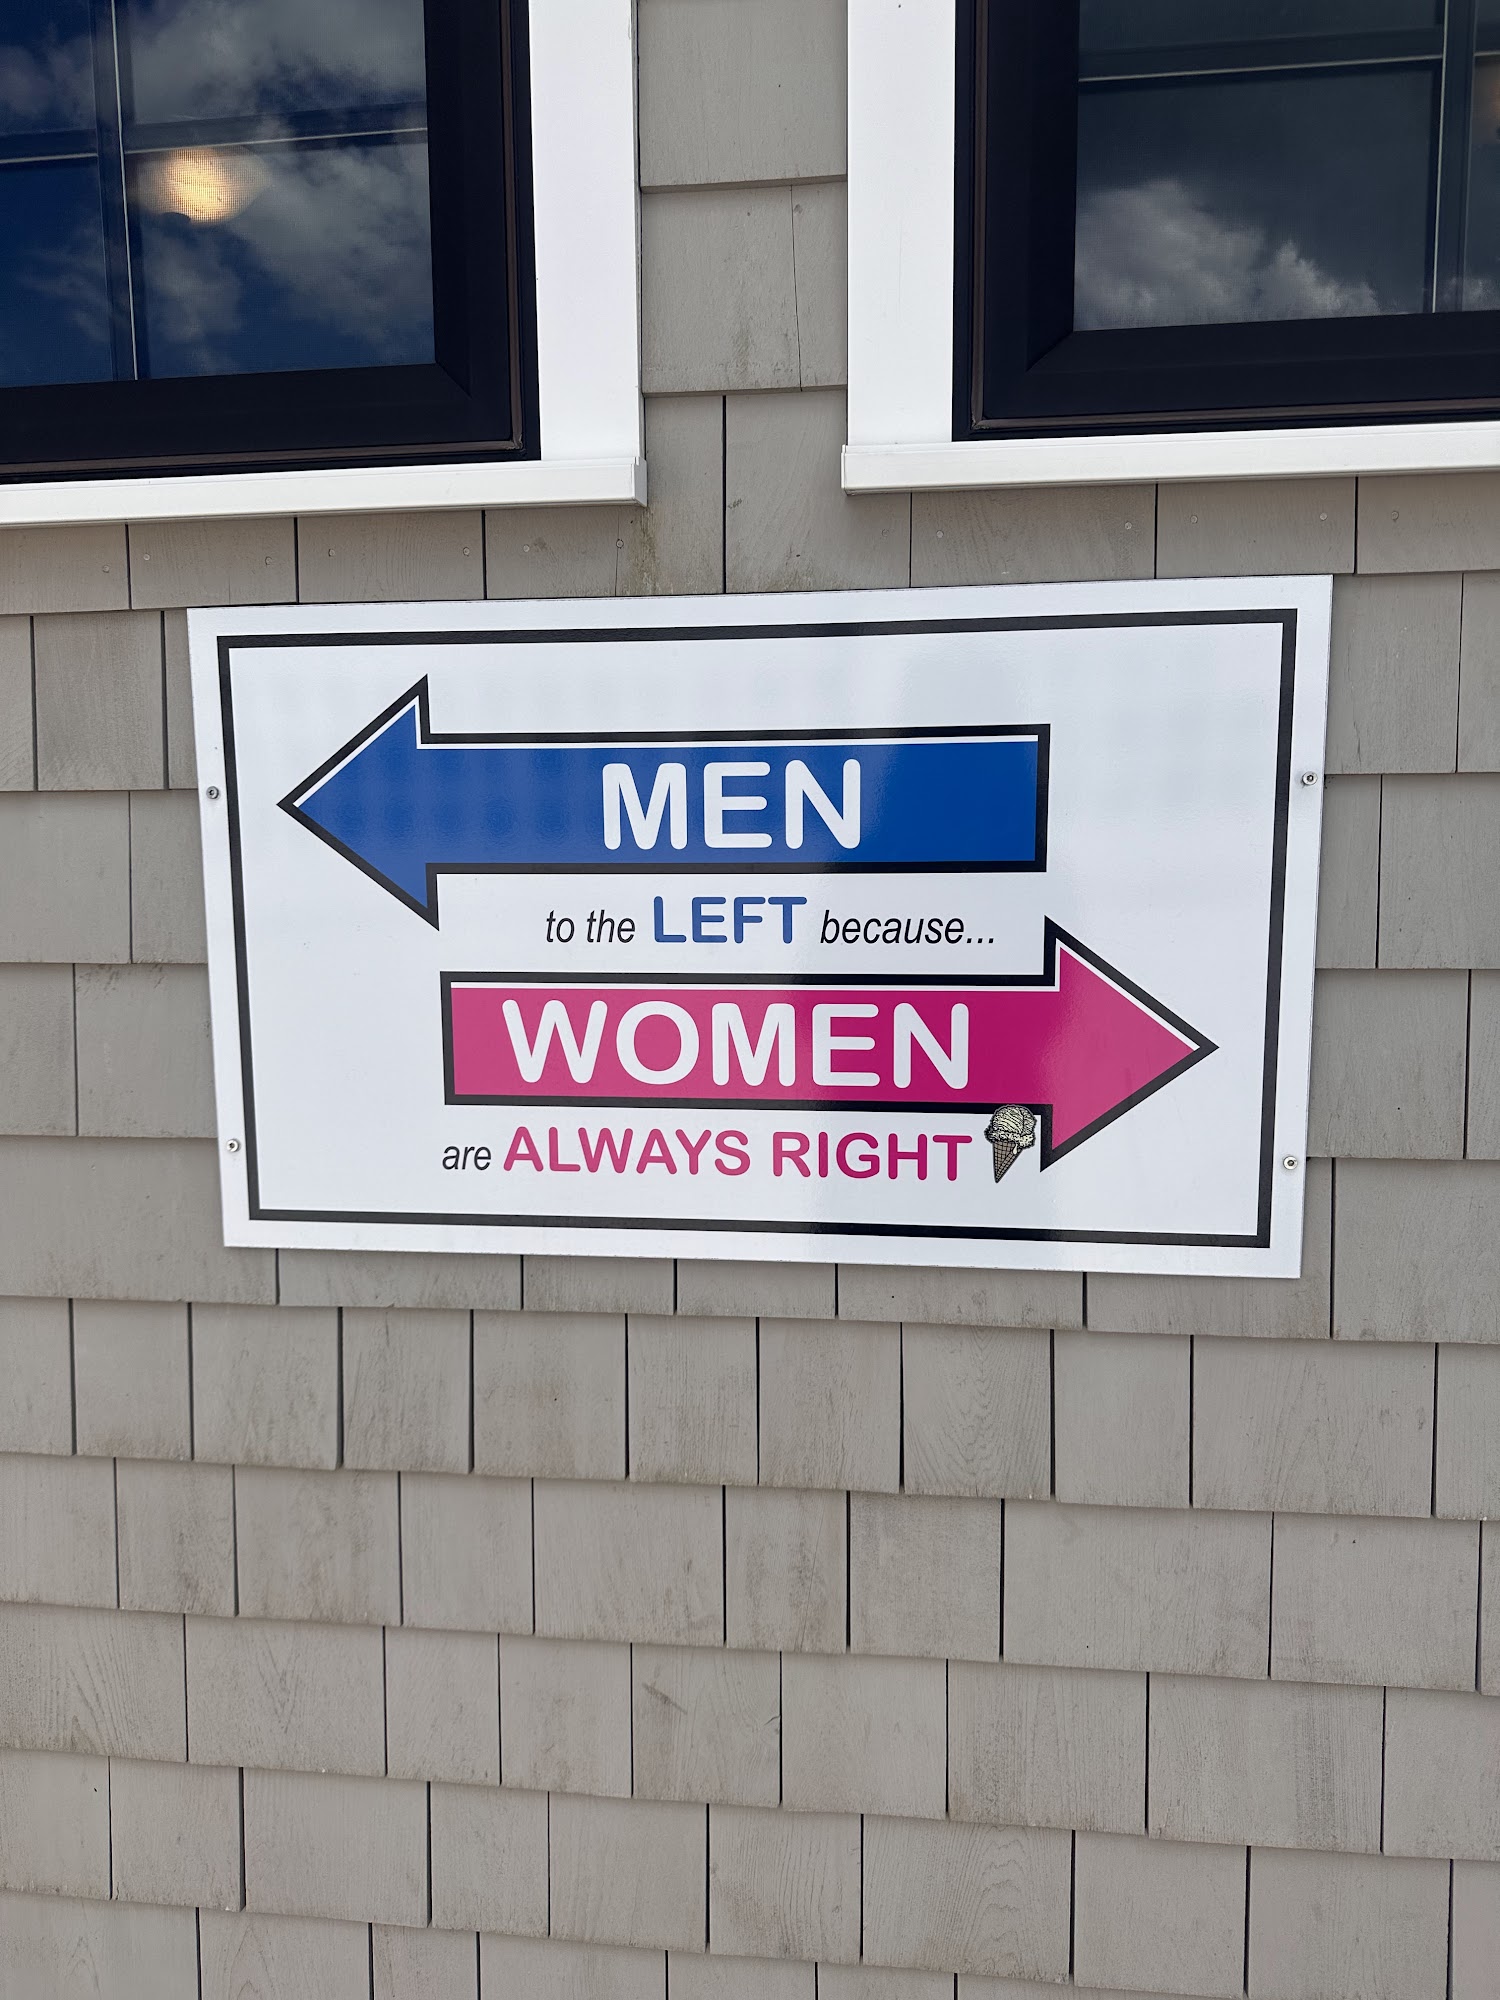 MEN
to the LEFT because...
WOMEN
are ALWAYS RIGHT